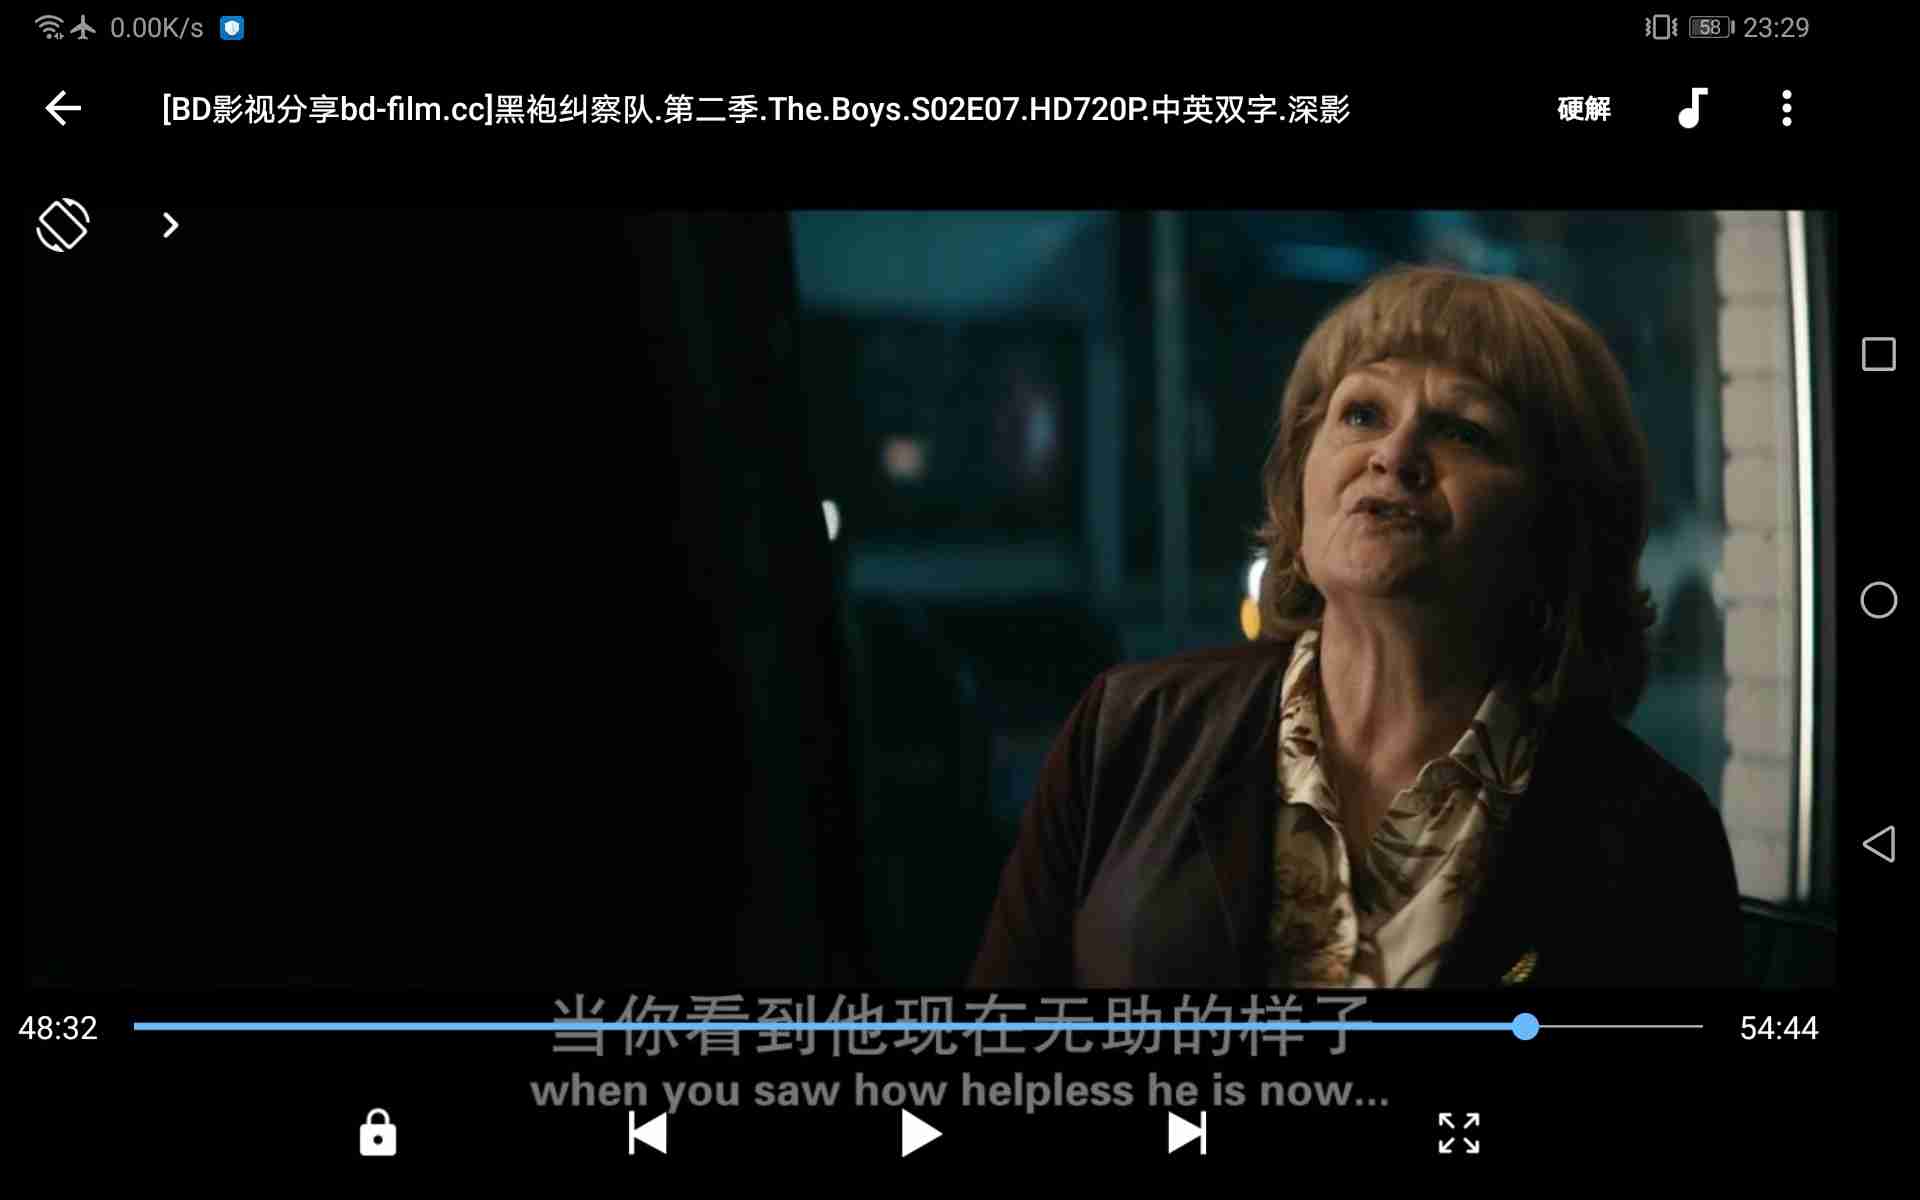 0.00K/s
58 23:29
[BD影视分享bd-film.cc]黑袍纠察队.第二季.The.Boys.S02E07.HD720P.中英双字.深影
硬解
48:32
54:44
当你看到他现在无助的样子
when you saw how helpless he is now...